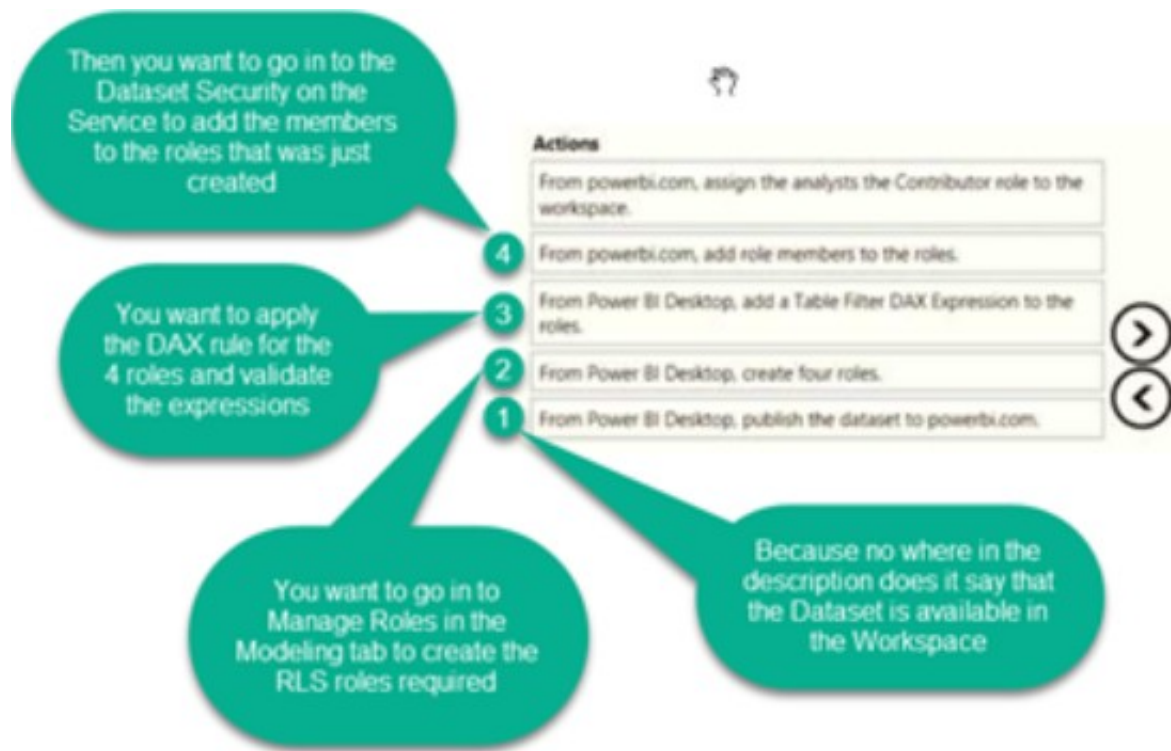 Then you want to go in to the
Dataset Security on the
Service to add the members
to the roles that was just
created
Actions
From powerbi.com, assign the analysts the Contributor role to the
workspace.
4
From powerbi.com, add role members to the roles.
You want to apply
the DAX rule for the
4 roles and validate
the expressions
3
From Power BI Desktop, add a Table Filter DAX Expression to the
roles.
2
From Power BI Desktop, create four roles.
1
From Power BI Desktop, publish the dataset to powerbi.com.
You want to go in to
Manage Roles in the
Modeling tab to create the
RLS roles required
Because no where in the
description does it say that
the Dataset is available in
the Workspace